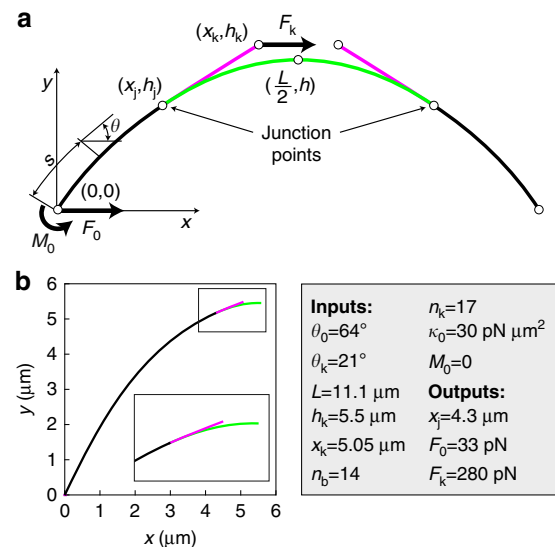 a
(xk,hk)
Fk
y
(xj,hj)
(L/2,h)
θ
Junction
points
s
(0,0)
M0
F0
x
b
6
5
4
3
2
1
0
y (μm)
0 1 2 3 4 5 6
x (μm)
Inputs:
θ0=64°
θk=21°
L=11.1 μm
hk=5.5 μm
xk=5.05 μm
nb=14
nk=17
κ0=30 pN μm²
M0=0
Outputs:
xj=4.3 μm
F0=33 pN
Fk=280 pN